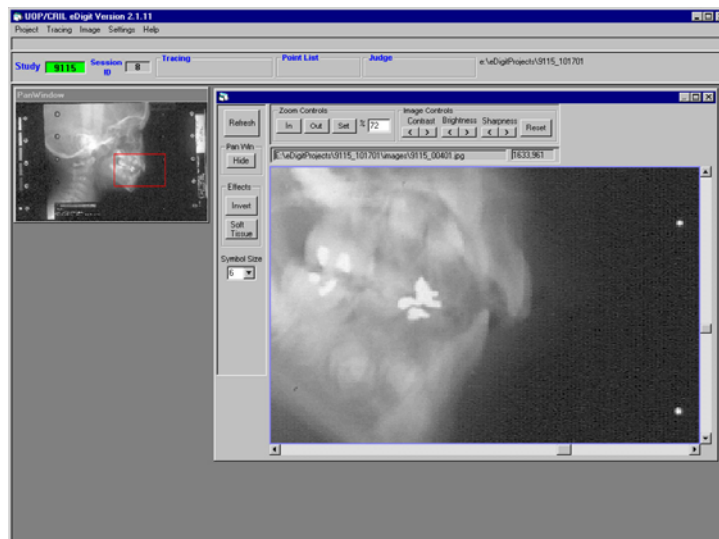 UOP/CRIL eDigit Version 2.1.11
Project Tracing Image Settings Help
Study 9115 Session ID 8 Tracing Point List Judge e:\eDigitProjects\9115_101701
PanWindow
Refresh
Pan Win
Hide
Effects
Invert
Soft Tissue
Symbol Size
6
Zoom Controls
In Out Set % 72
Image Controls
Contrast Brightness Sharpness
< > < > < > Reset
E:\eDigitProjects\9115_101701\images\9115_00401.jpg 1633,961